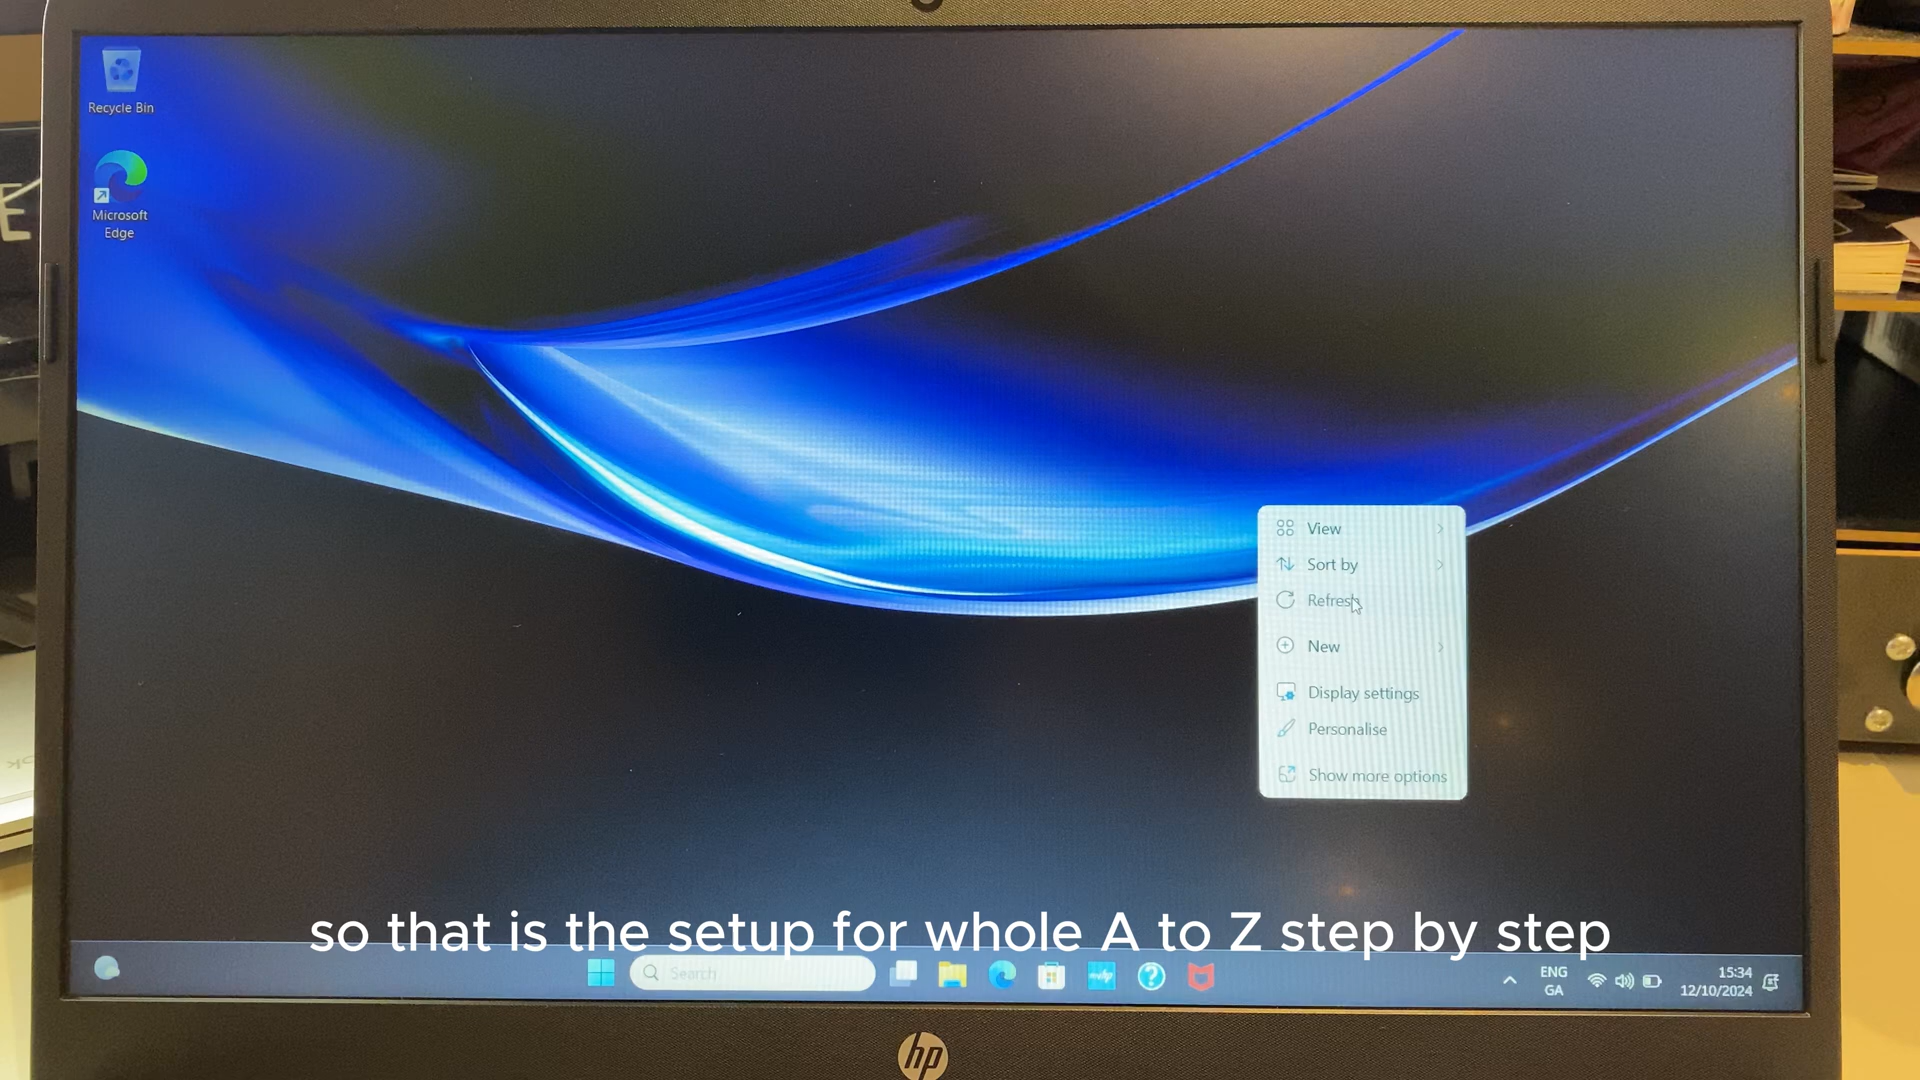 Recycle Bin
Microsoft
Edge
View
Sort by
Refresh
New
Display settings
Personalise
Show more options
so that is the setup for whole A to Z step by step
Search
ENG
GA
15:34
12/10/2024
hp